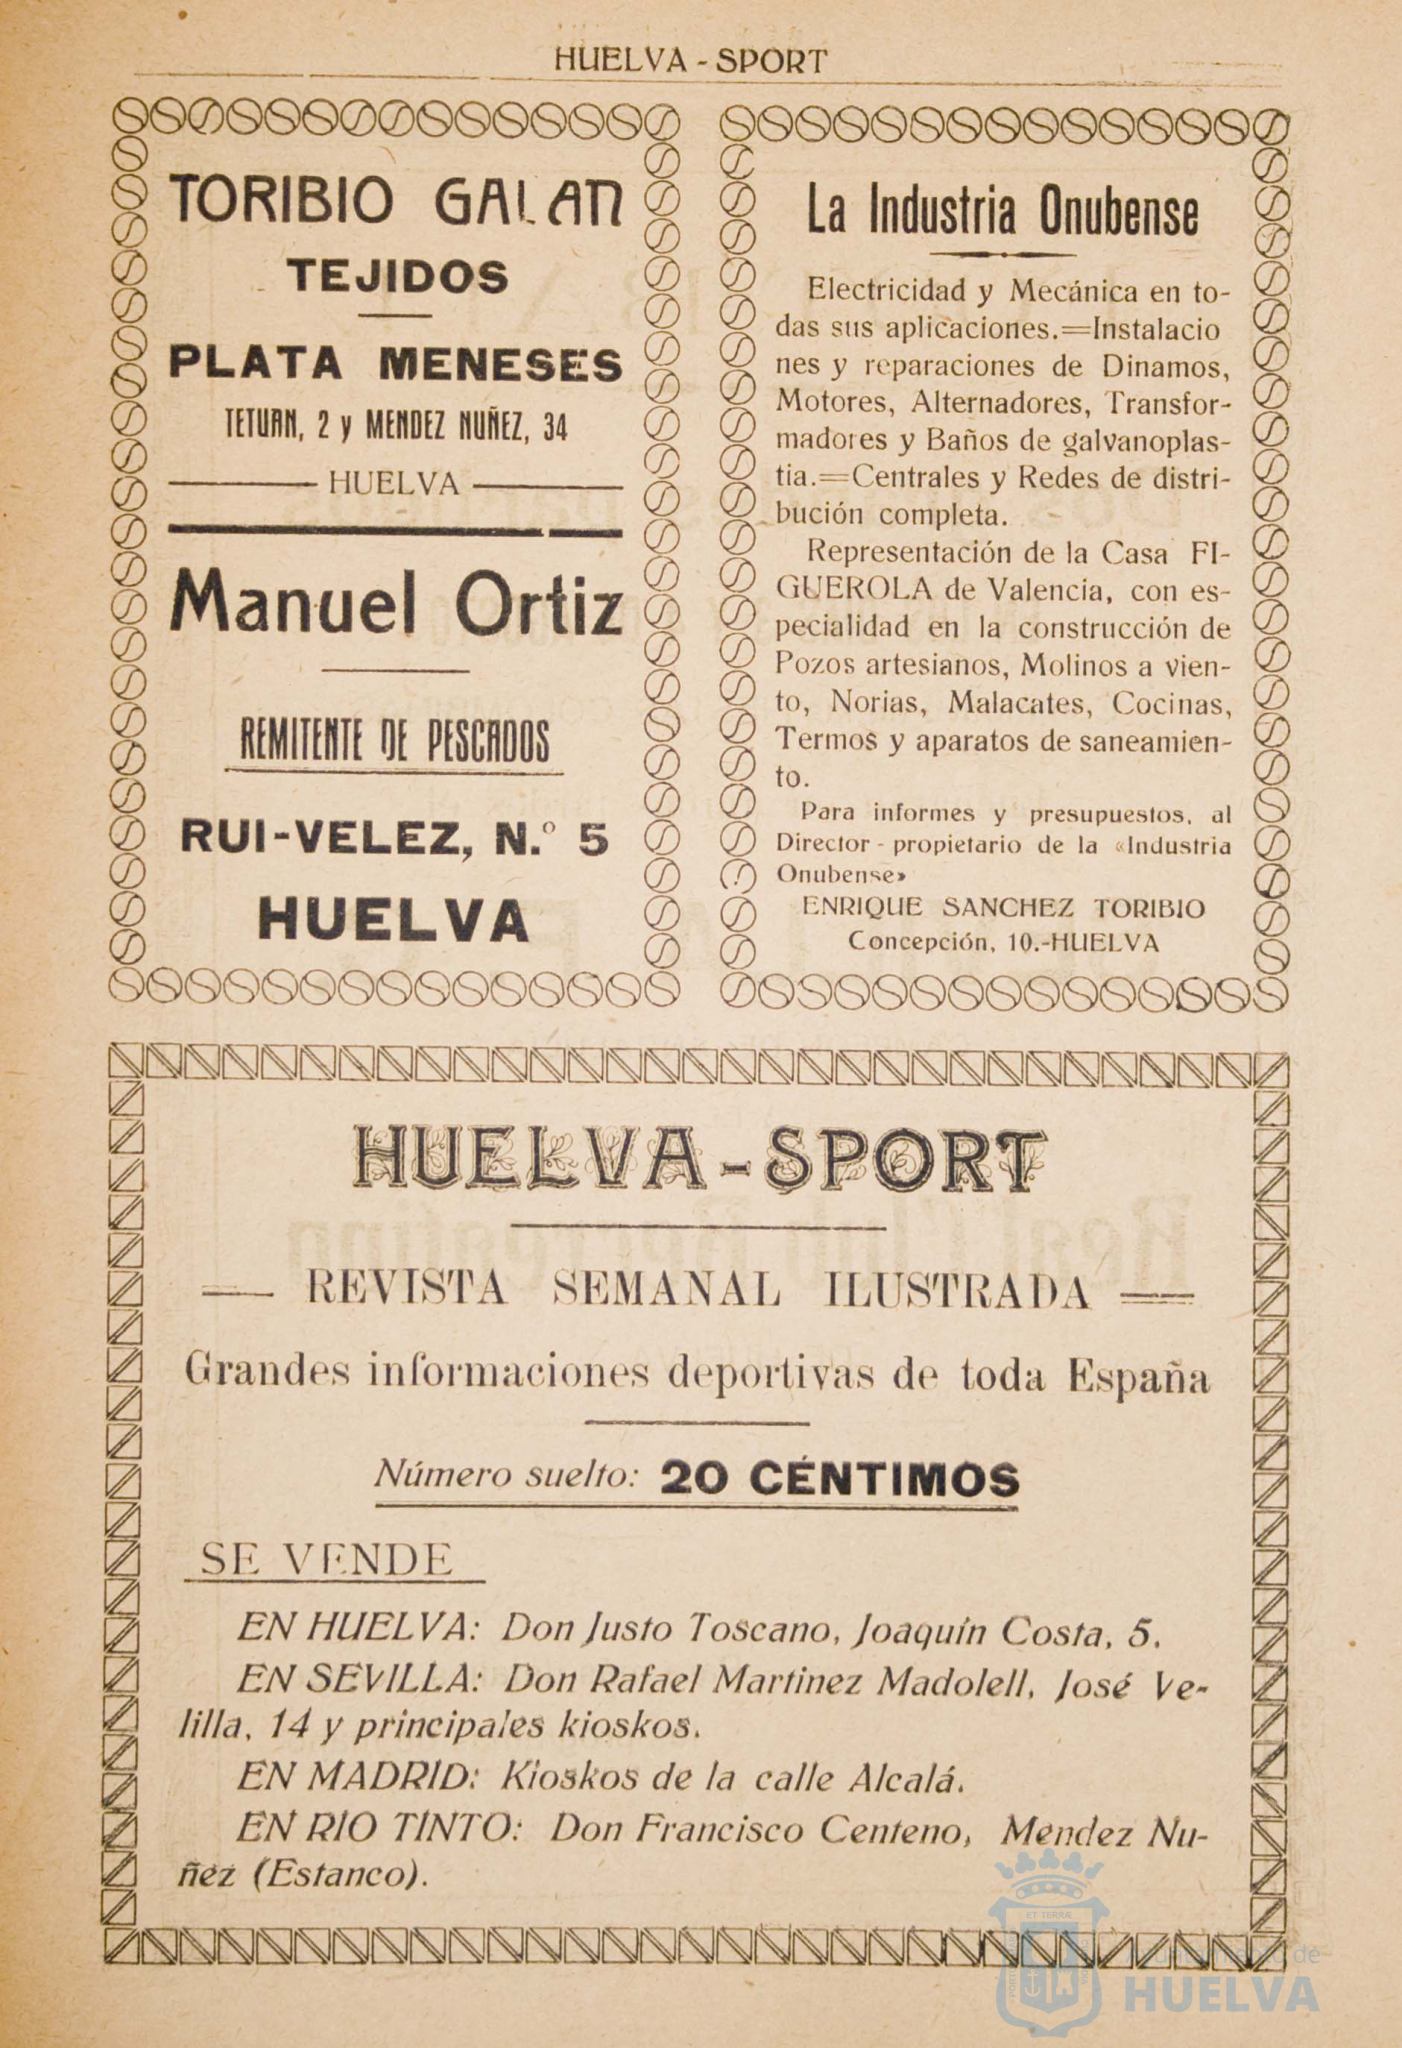 HUELVA - SPORT
TORIBIO GALAN
TEJIDOS
PLATA MENESES
TETUAN, 2 y MENDEZ NUÑEZ, 34
HUELVA
Manuel Ortiz
REMITENTE DE PESCADOS
RUI-VELEZ, N.º 5
HUELVA
La Industria Onubense
Electricidad y Mecánica en to-
das sus aplicaciones.=Instalacio
nes y reparaciones de Dinamos,
Motores, Alternadores, Transfor-
madores y Baños de galvanoplas-
tia.=Centrales y Redes de distri-
bución completa.
Representación de la Casa FI-
GUEROLA de Valencia, con es-
pecialidad en la construcción de
Pozos artesianos, Molinos a vien-
to, Norias, Malacates, Cocinas,
Termos y aparatos de saneamien-
to.
Para informes y presupuestos, al
Director - propietario de la «Industria
Onubense»
ENRIQUE SANCHEZ TORIBIO
Concepción, 10.-HUELVA
HUELVA - SPORT
REVISTA SEMANAL ILUSTRADA
Grandes informaciones deportivas de toda España
Número suelto: 20 CÉNTIMOS
SE VENDE
EN HUELVA: Don Justo Toscano, Joaquín Costa, 5.
EN SEVILLA: Don Rafael Martinez Madolell, José Ve-
lilla, 14 y principales kioskos.
EN MADRID: Kioskos de la calle Alcalá.
EN RIO TINTO: Don Francisco Centeno, Mendez Nu-
ñez (Estanco).
ET TERRÆ
de
HUELVA